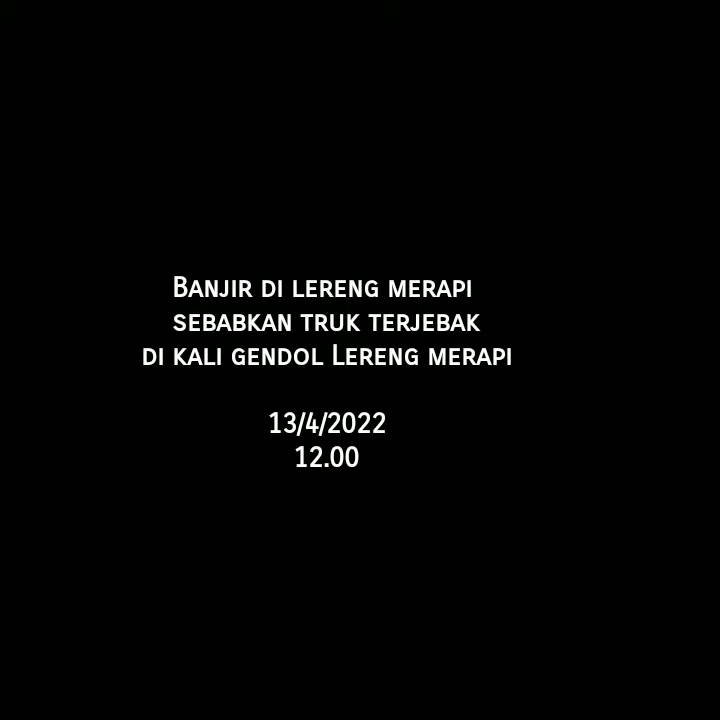 Banjir di lereng merapi
sebabkan truk terjebak
di kali gendol Lereng merapi
13/4/2022
12.00